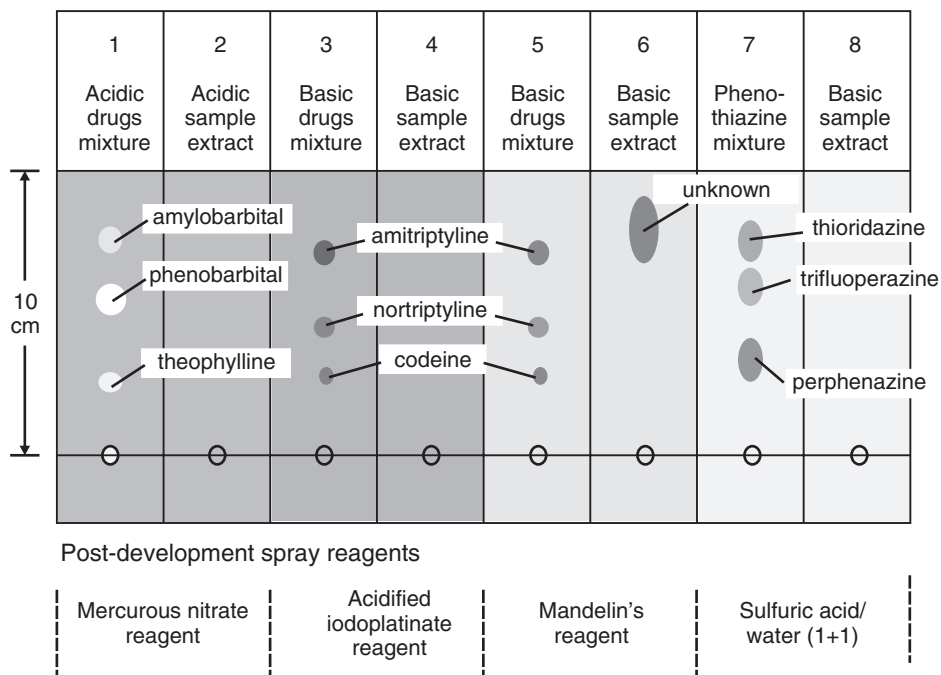 1 2 3 4 5 6 7 8
Acidic
drugs
mixture
Acidic
sample
extract
Basic
drugs
mixture
Basic
sample
extract
Basic
drugs
mixture
Basic
sample
extract
Pheno-
thiazine
mixture
Basic
sample
extract
unknown
amylobarbital
amitriptyline
thioridazine
phenobarbital
trifluoperazine
10
cm
nortriptyline
theophylline
codeine
perphenazine
Post-development spray reagents
Mercurous nitrate
reagent
Acidified
iodoplatinate
reagent
Mandelin's
reagent
Sulfuric acid/
water (1+1)